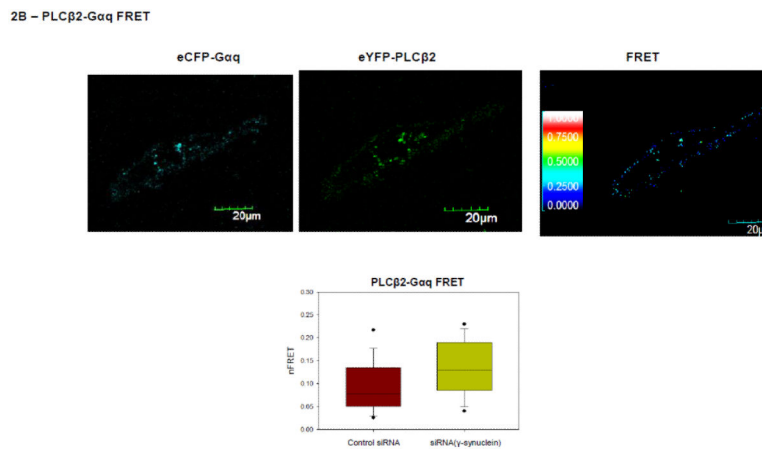 2B – PLCβ2-Gαq FRET
eCFP-Gαq
eYFP-PLCβ2
FRET
0.7500
0.5000
0.2500
0.0000
20µm
20µm
20µ
PLCβ2-Gαq FRET
nFRET
0.30
0.25
0.20
0.15
0.10
0.05
0.00
Control siRNA
siRNA(γ-synuclein)